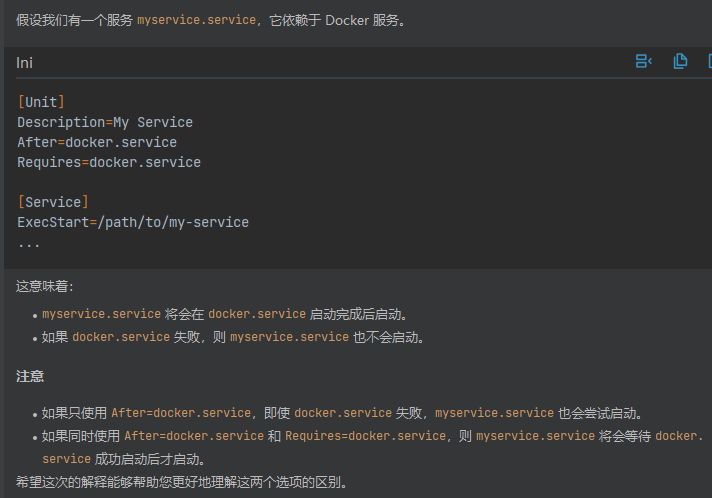 假设我们有一个服务 myservice.service，它依赖于 Docker 服务。
Ini
[Unit]
Description=My Service
After=docker.service
Requires=docker.service
[Service]
ExecStart=/path/to/my-service
...
这意味着：
• myservice.service 将会在 docker.service 启动完成后启动。
• 如果 docker.service 失败，则 myservice.service 也不会启动。
注意
• 如果只使用 After=docker.service，即使 docker.service 失败，myservice.service 也会尝试启动。
• 如果同时使用 After=docker.service 和 Requires=docker.service，则 myservice.service 将会等待 docker.
service 成功启动后才启动。
希望这次的解释能够帮助您更好地理解这两个选项的区别。